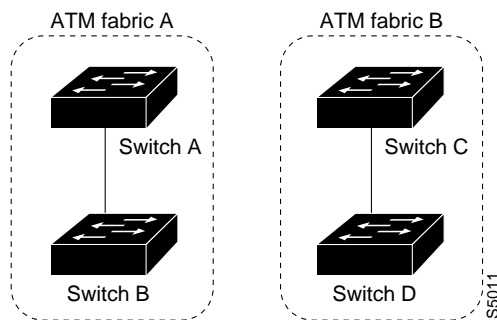 ATM fabric A
ATM fabric B
Switch A
Switch C
Switch B
Switch D
S5011